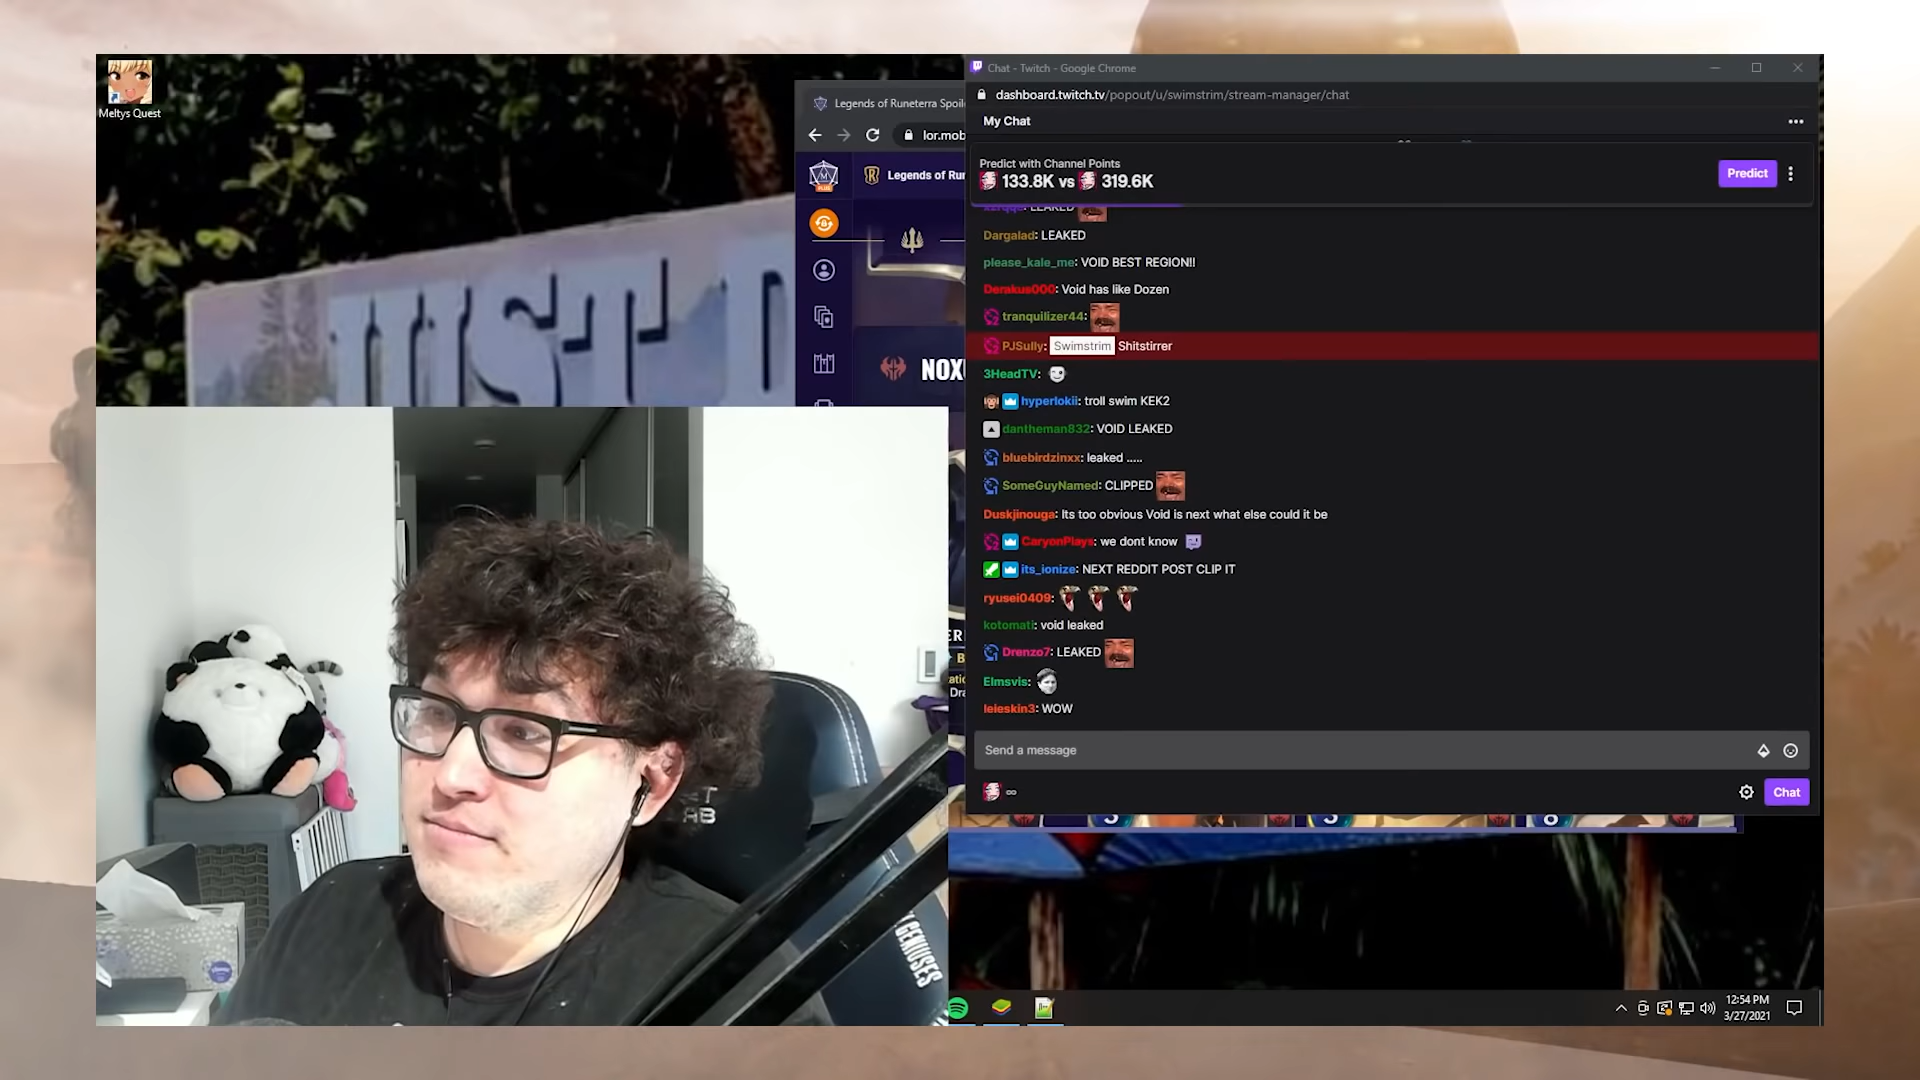 Meltys Quest
JUST D
Legends of Runeterra Spoil
lor.mob
Legends of Run
NOX
Chat - Twitch - Google Chrome
dashboard.twitch.tv/popout/u/swimstrim/stream-manager/chat
My Chat
Predict with Channel Points
133.8K vs 319.6K
Predict
LEAKED
Dargalad: LEAKED
please_kale_me: VOID BEST REGION!!
Derakus000: Void has like Dozen
tranquilizer44:
PJSully: Swimstrim Shitstirrer
3HeadTV:
hyperlokii: troll swim KEK2
dantheman832: VOID LEAKED
bluebirdzinxx: leaked .....
SomeGuyNamed: CLIPPED
Duskjinouga: Its too obvious Void is next what else could it be
CaryonPlays: we dont know
its_ionize: NEXT REDDIT POST CLIP IT
ryusei0409:
kotomati: void leaked
Drenzo7: LEAKED
Elmsvis:
leieskin3: WOW
Send a message
∞
Chat
Kleenex
GENIUSES
12:54 PM
3/27/2021